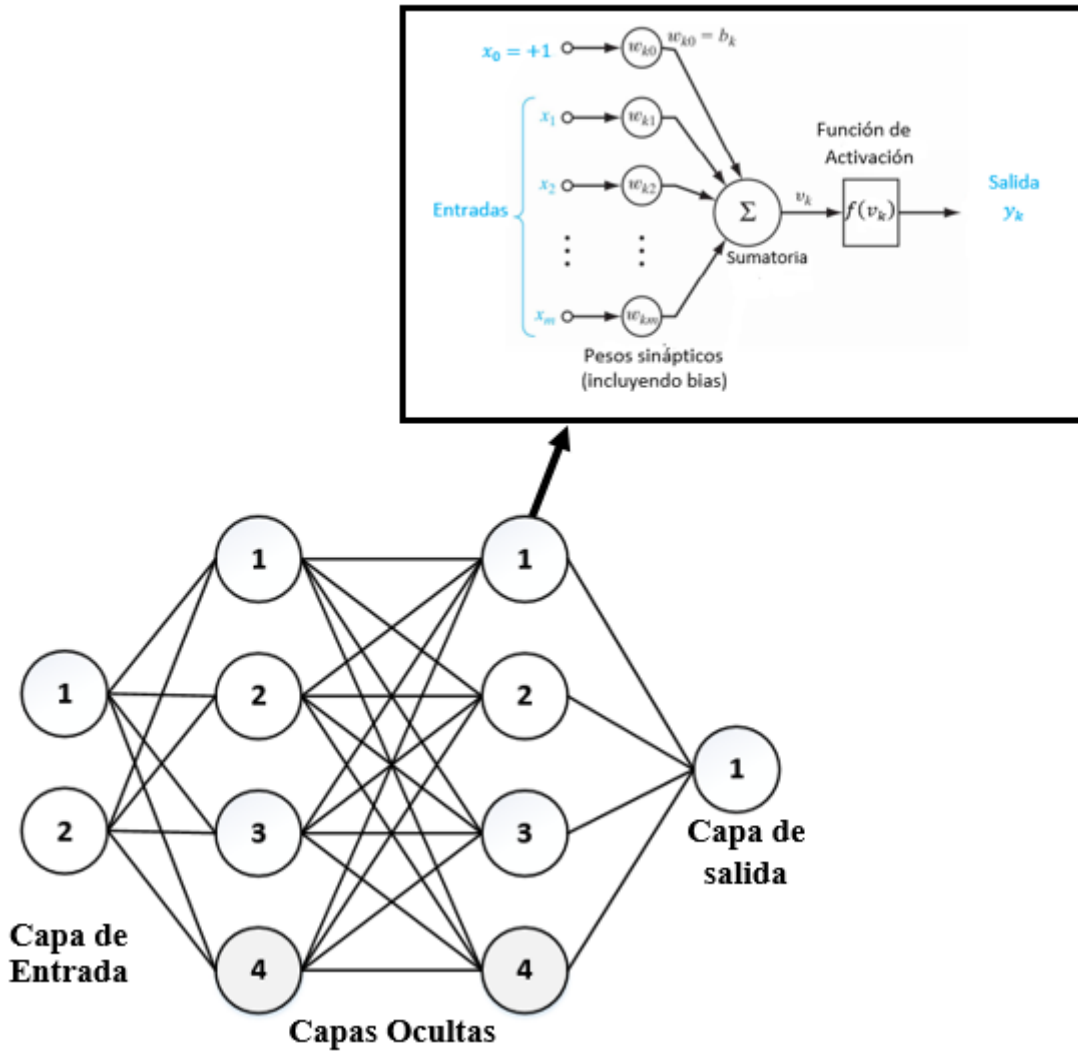 x₀ = +1
w_k0
w_k0 = b_k
x₁
w_k1
Función de
Activación
x₂
w_k2
Entradas
Σ
v_k
f(v_k)
Salida
y_k
Sumatoria
x_m
w_km
Pesos sinápticos
(incluyendo bias)
1
1
1
2
2
1
2
3
3
Capa de
salida
Capa de
Entrada
4
4
Capas Ocultas